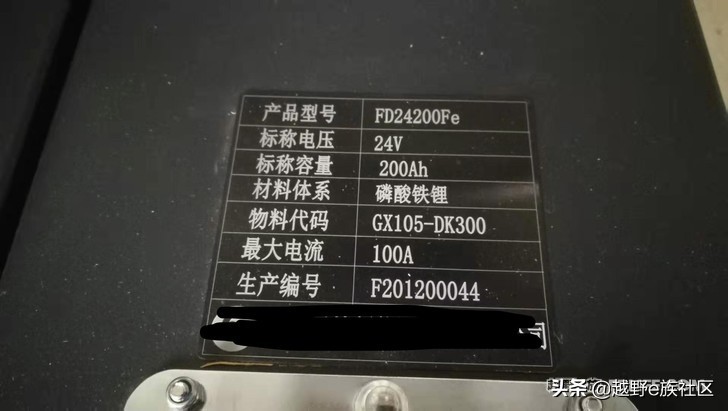 产品型号 FD24200Fe
标称电压 24V
标称容量 200Ah
材料体系 磷酸铁锂
物料代码 GX105-DK300
最大电流 100A
生产编号 F201200044
司
头条 @越野e族社区